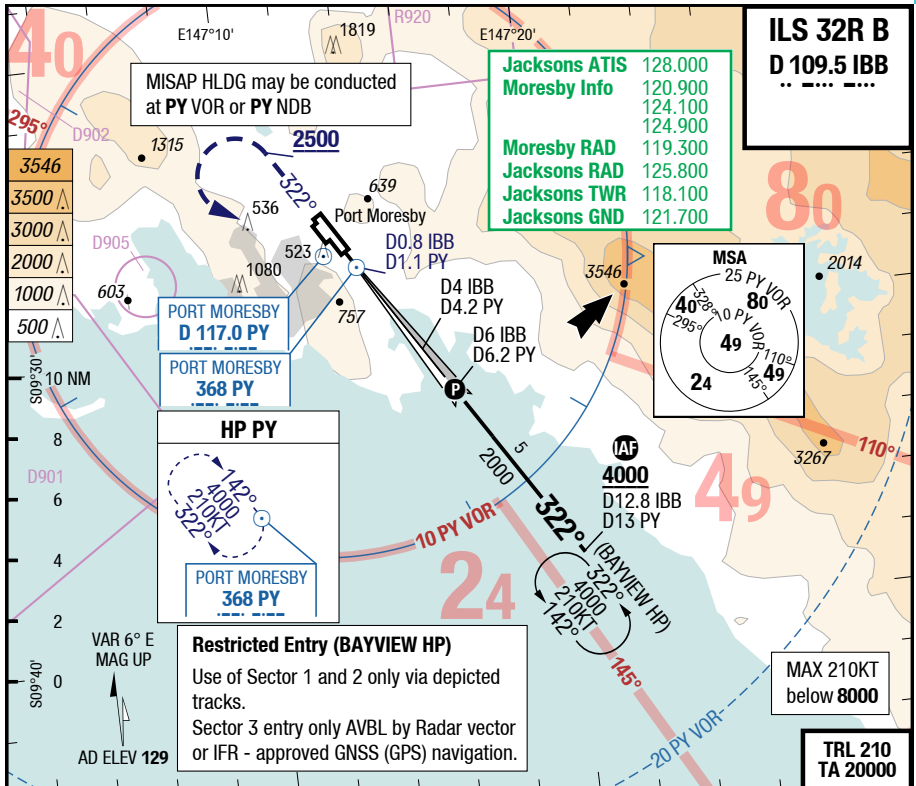 ILS 32R B
D 109.5 IBB
40
E147°10'
1819
R920
E147°20'
MISAP HLDG may be conducted
at PY VOR or PY NDB
Jacksons ATIS 128.000
Moresby Info 120.900
124.100
124.900
Moresby RAD 119.300
Jacksons RAD 125.800
Jacksons TWR 118.100
Jacksons GND 121.700
295°
D902
1315
2500
322°
639
536
Port Moresby
80
3546
3500
3000
2000
1000
500
D905
603
523
1080
757
D0.8 IBB
D1.1 PY
D4 IBB
D4.2 PY
D6 IBB
D6.2 PY
3546
2014
MSA
25 PY VOR
10 PY VOR
40
328°
295°
80
49
110°
145°
49
24
PORT MORESBY
D 117.0 PY
PORT MORESBY
368 PY
P
S09°30'
10 NM
8
6
4
2
0
S09°40'
D901
HP PY
142°
4000
210KT
322°
PORT MORESBY
368 PY
5
2000
IAF
4000
D12.8 IBB
D13 PY
322°
49
3267
110°
10 PY VOR
24
(BAYVIEW HP)
322°
4000
210KT
142°
145°
VAR 6° E
MAG UP
AD ELEV 129
Restricted Entry (BAYVIEW HP)
Use of Sector 1 and 2 only via depicted
tracks.
Sector 3 entry only AVBL by Radar vector
or IFR - approved GNSS (GPS) navigation.
20 PY VOR
MAX 210KT
below 8000
TRL 210
TA 20000